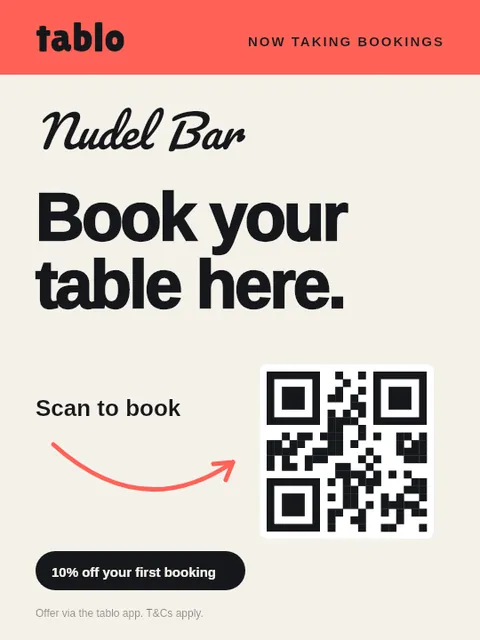 tablo
NOW TAKING BOOKINGS
Nudel Bar
Book your
table here.
Scan to book
10% off your first booking
Offer via the tablo app. T&Cs apply.